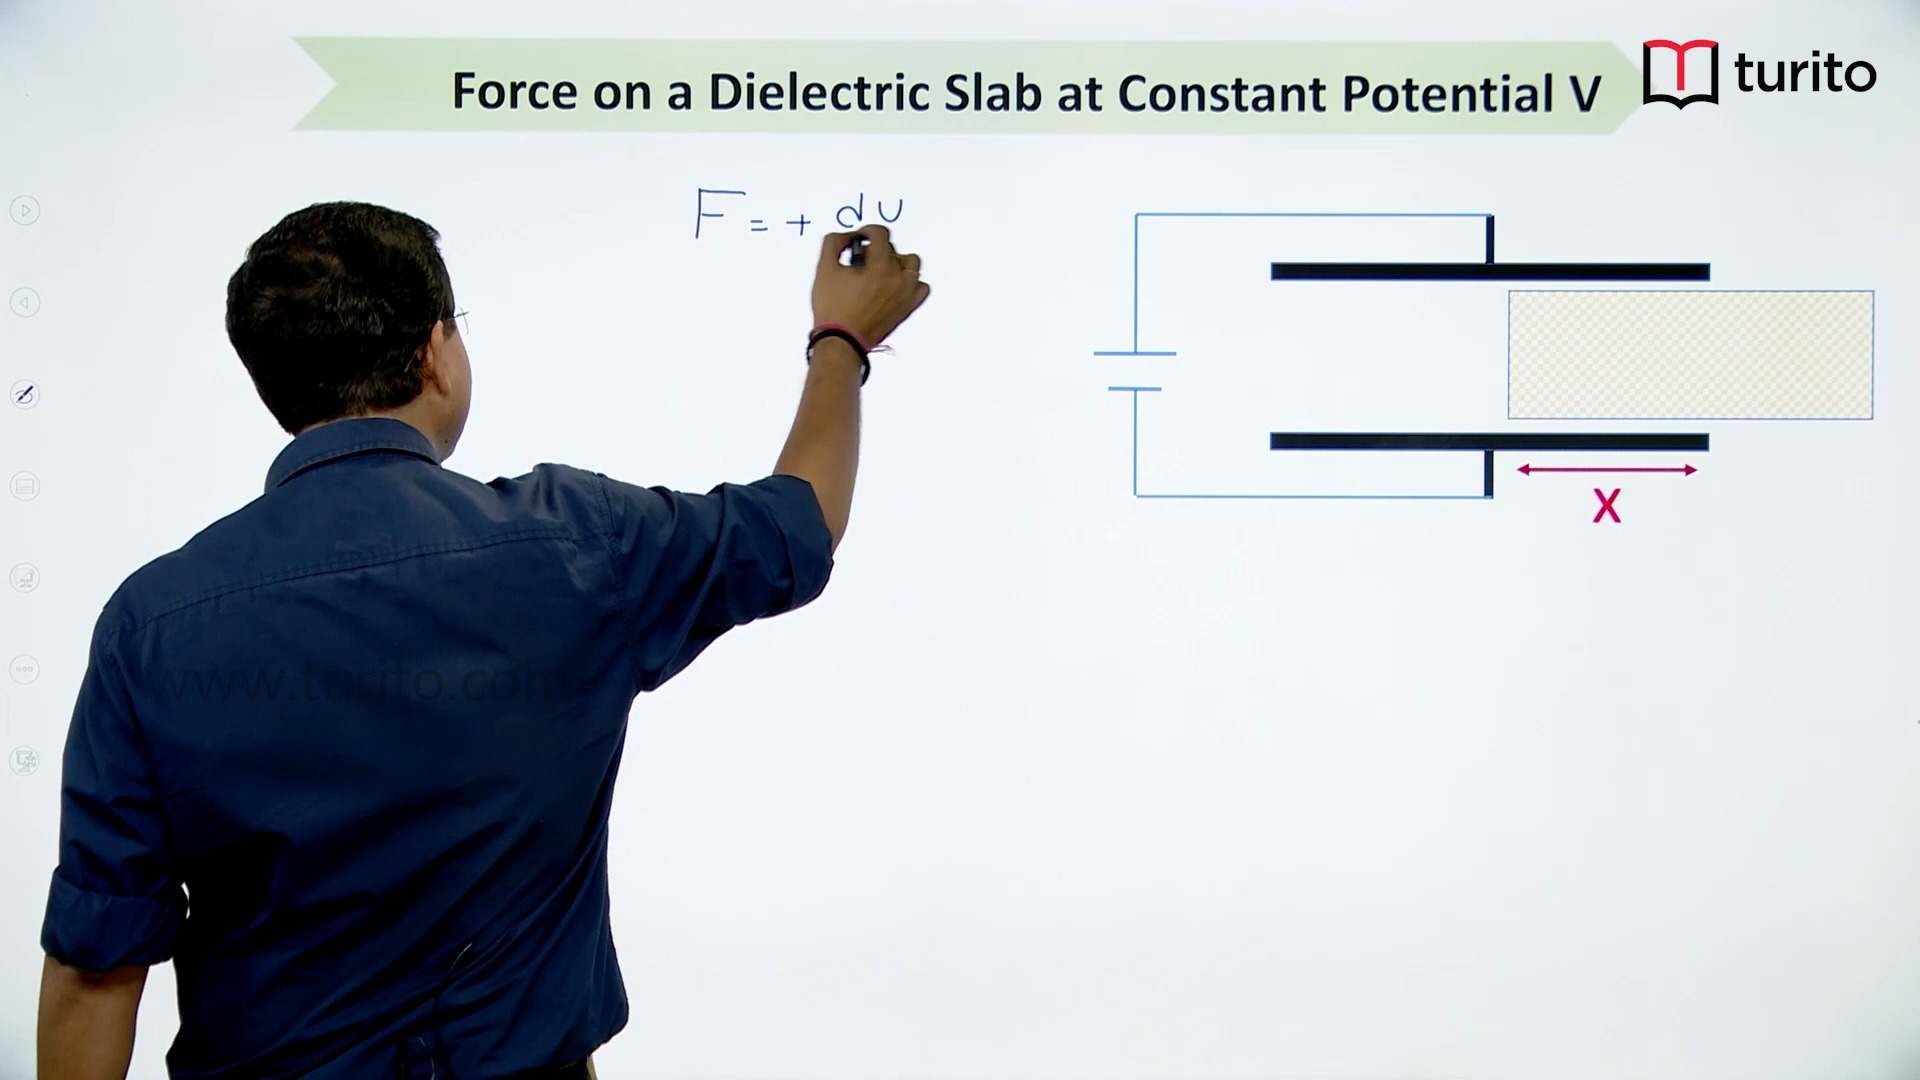 Force on a Dielectric Slab at Constant Potential V
turito
F = + dU
X
www.turito.com